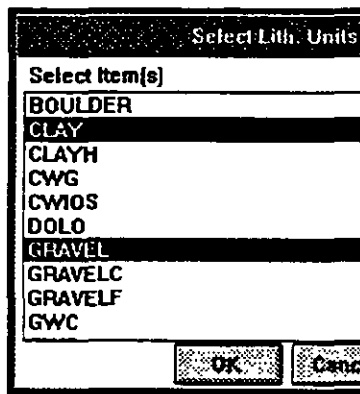 Select Lith. Units
Select Item[s]
BOULDER
CLAY
CLAYH
CWG
CWIOS
DOLO
GRAVEL
GRAVELC
GRAVELF
GWC
OK Canc